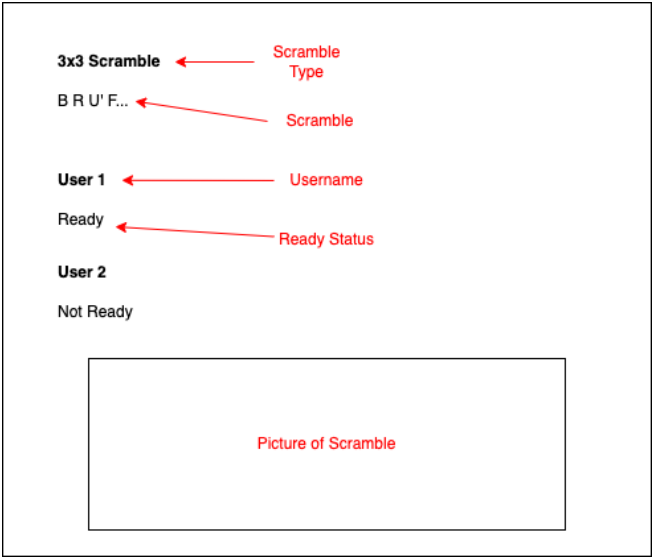 3x3 Scramble
Scramble
Type
B R U' F...
Scramble
User 1
Username
Ready
Ready Status
User 2
Not Ready
Picture of Scramble